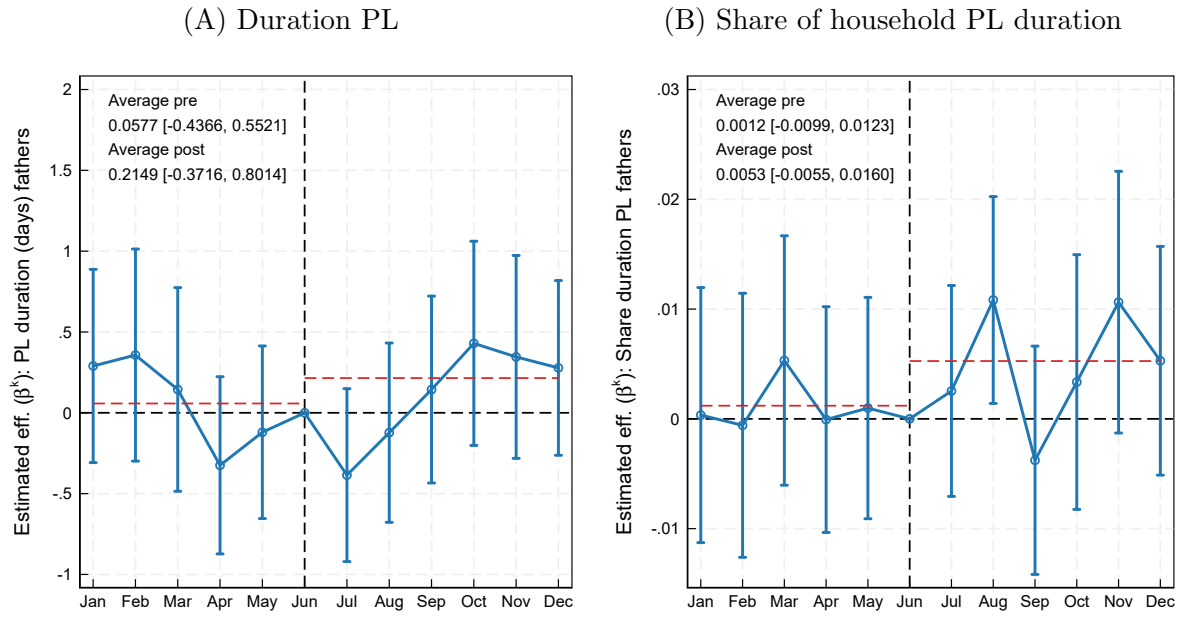 (A) Duration PL
Estimated eff. (βᵏ): PL duration (days) fathers
2
1.5
1
.5
0
-.5
-1
Average pre
0.0577 [-0.4366, 0.5521]
Average post
0.2149 [-0.3716, 0.8014]
Jan Feb Mar Apr May Jun Jul Aug Sep Oct Nov Dec
(B) Share of household PL duration
Estimated eff. (βᵏ): Share duration PL fathers
.03
.02
.01
0
-.01
Average pre
0.0012 [-0.0099, 0.0123]
Average post
0.0053 [-0.0055, 0.0160]
Jan Feb Mar Apr May Jun Jul Aug Sep Oct Nov Dec